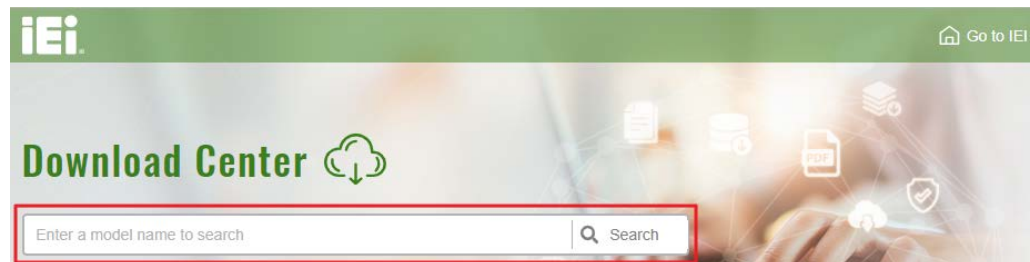 iEi.
Go to IEI
PDF
Download Center
Enter a model name to search
Search